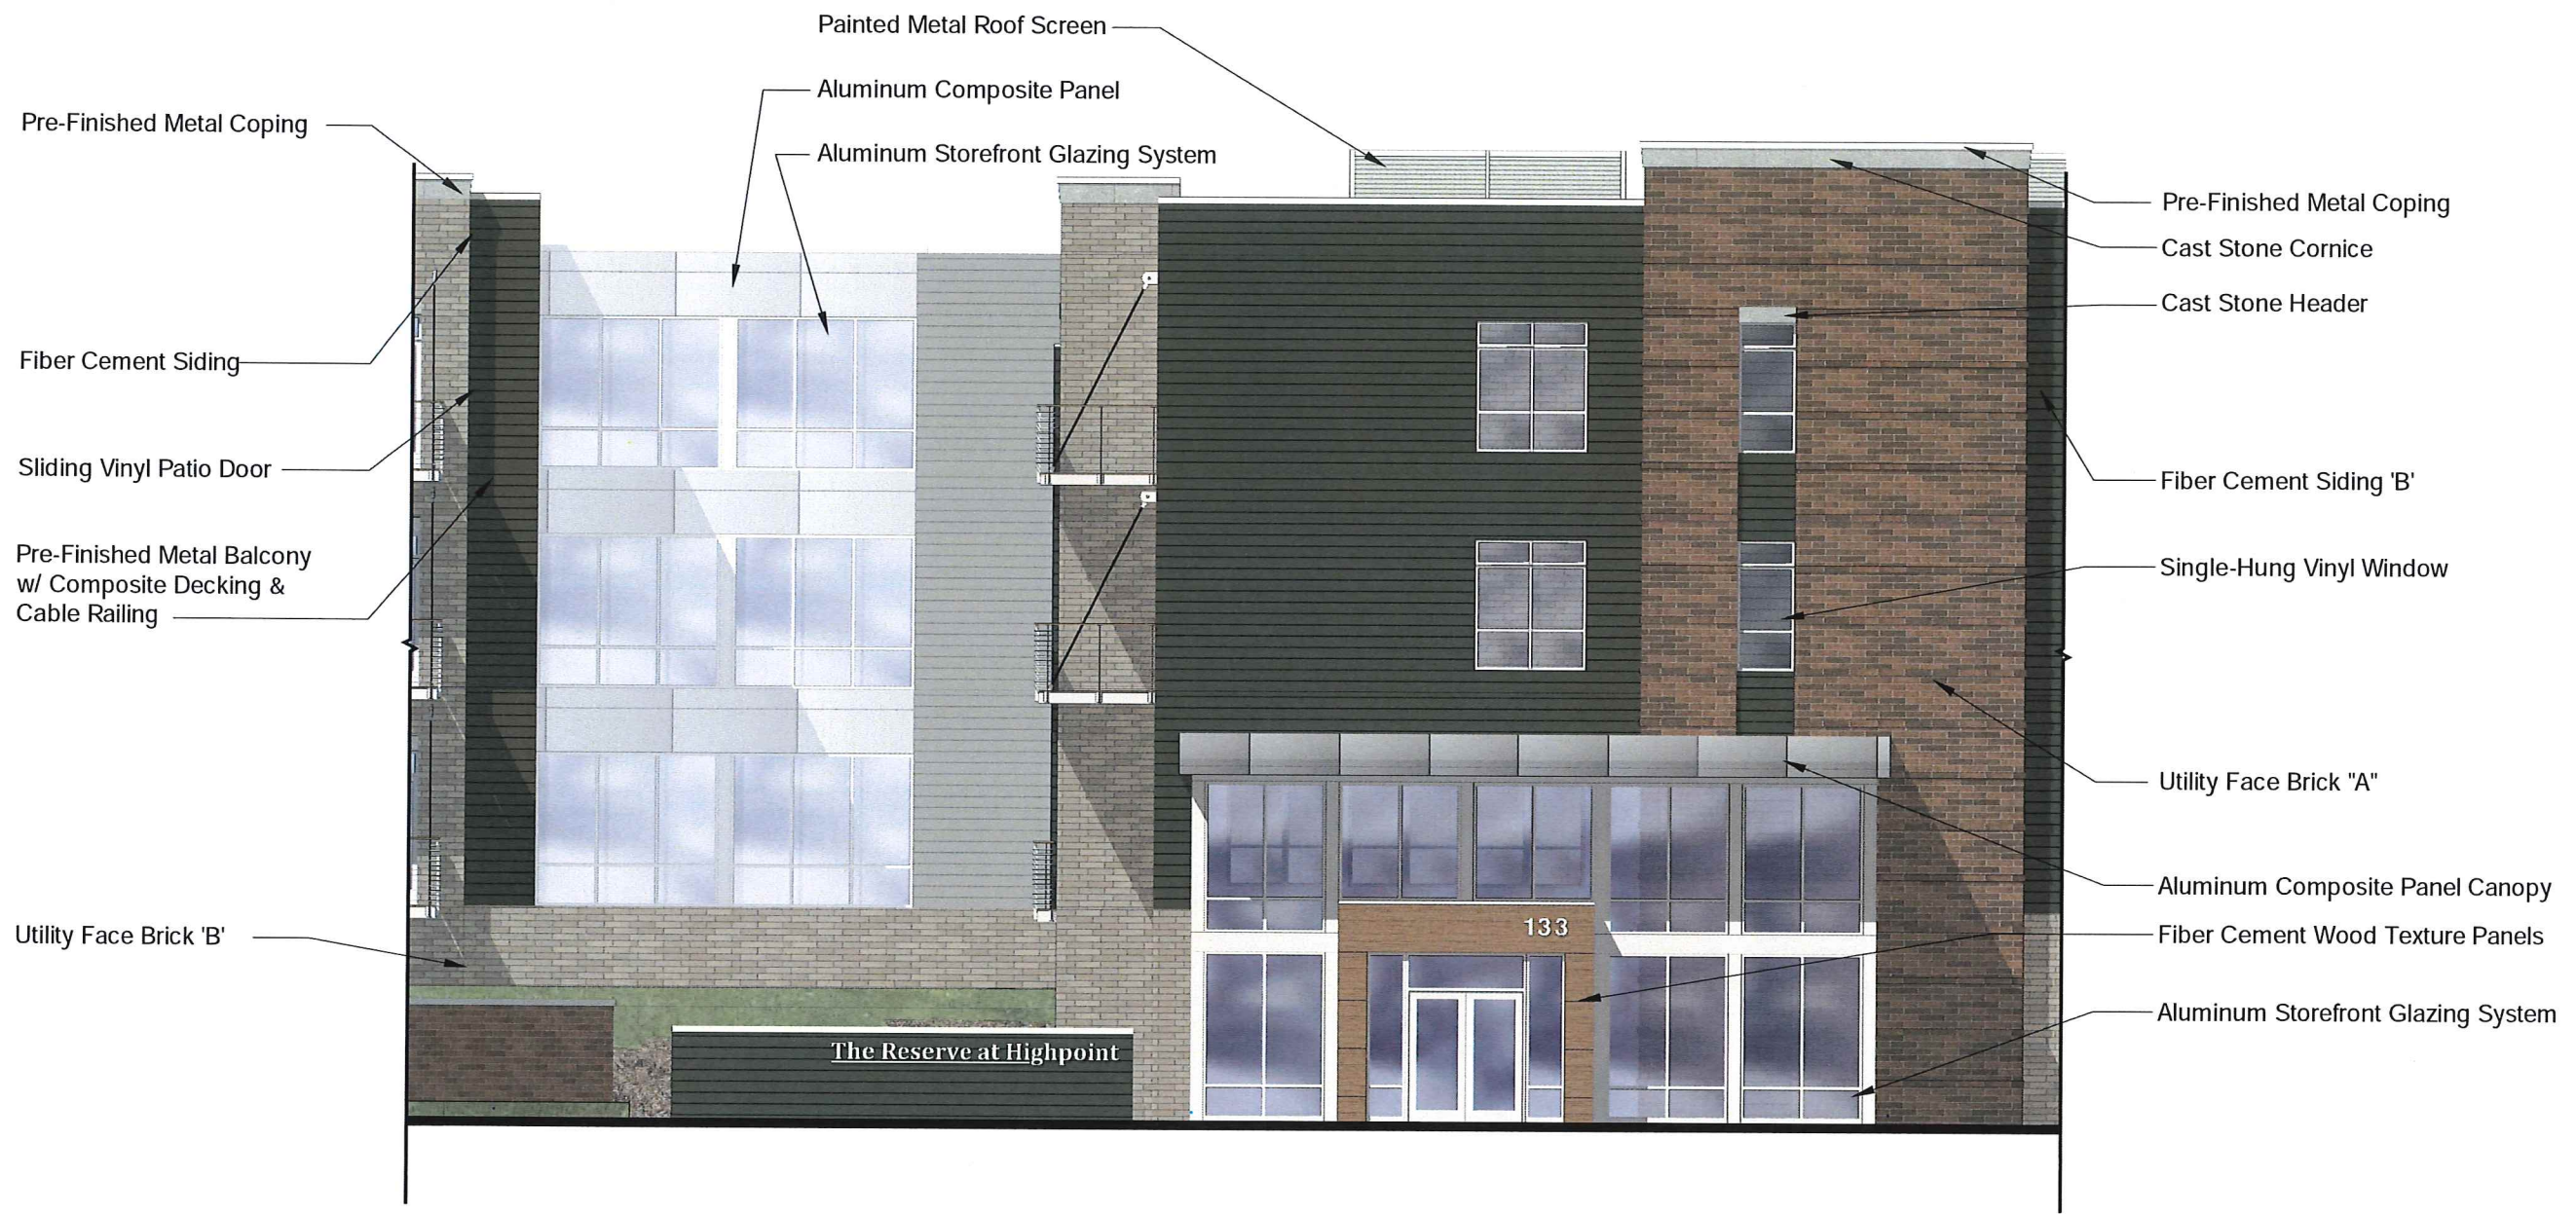 Painted Metal Roof Screen
Aluminum Composite Panel
Aluminum Storefront Glazing System
Pre-Finished Metal Coping
Fiber Cement Siding
Sliding Vinyl Patio Door
Pre-Finished Metal Balcony
w/ Composite Decking &
Cable Railing
Utility Face Brick 'B'
Pre-Finished Metal Coping
Cast Stone Cornice
Cast Stone Header
Fiber Cement Siding 'B'
Single-Hung Vinyl Window
Utility Face Brick "A"
Aluminum Composite Panel Canopy
Fiber Cement Wood Texture Panels
Aluminum Storefront Glazing System
133
The Reserve at Highpoint